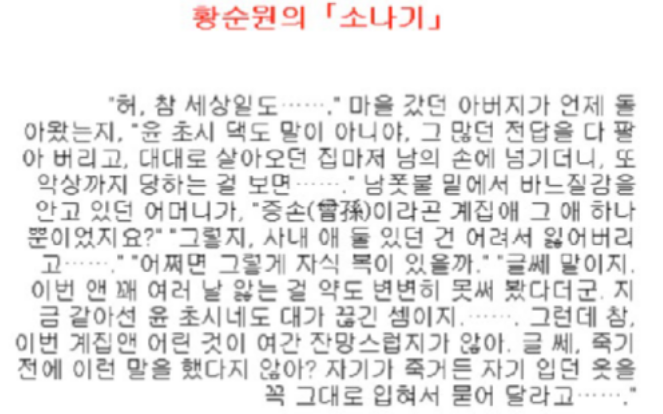 황순원의 「소나기」
"허, 참 세상일도……." 마을 갔던 아버지가 언제 돌
아왔는지, "윤 초시 댁도 말이 아니야, 그 많던 전답을 다 팔
아 버리고, 대대로 살아오던 집마저 남의 손에 넘기더니, 또
악상까지 당하는 걸 보면……." 남폿불 밑에서 바느질감을
안고 있던 어머니가, "증손(曾孫)이라곤 계집애 그 애 하나
뿐이었지요?" "그렇지, 사내 애 둘 있던 건 어려서 잃어버리
고……." "어쩌면 그렇게 자식 복이 있을까." "글쎄 말이지.
이번 앤 꽤 여러 날 앓는 걸 약도 변변히 못써 봤다더군. 지
금 같아선 윤 초시네도 대가 끊긴 셈이지.……. 그런데 참,
이번 계집앤 어린 것이 여간 잔망스럽지가 않아. 글 쎄, 죽기
전에 이런 말을 했다지 않아? 자기가 죽거든 자기 입던 옷을
꼭 그대로 입혀서 묻어 달라고……."